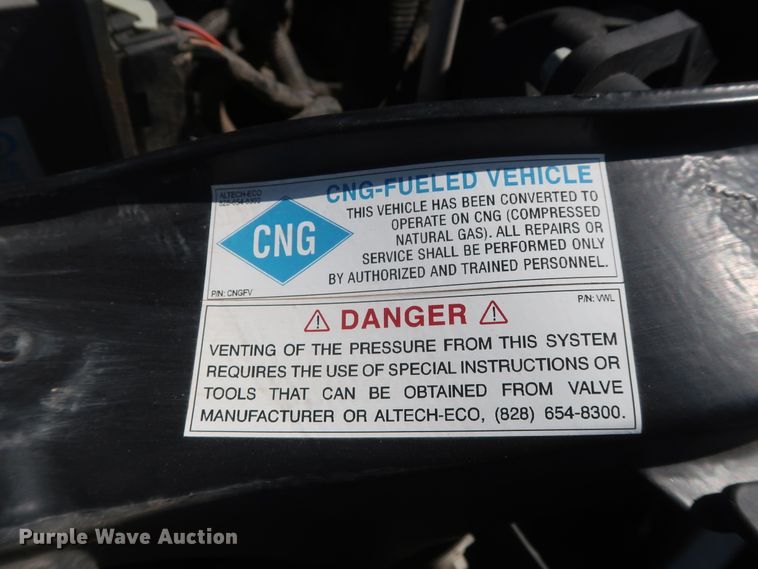 ALTECH-ECO
828-654-8300
CNG-FUELED VEHICLE
CNG
THIS VEHICLE HAS BEEN CONVERTED TO
OPERATE ON CNG (COMPRESSED
NATURAL GAS). ALL REPAIRS OR
SERVICE SHALL BE PERFORMED ONLY
BY AUTHORIZED AND TRAINED PERSONNEL.
P/N: CNGFV
P/N: VWL
DANGER
VENTING OF THE PRESSURE FROM THIS SYSTEM
REQUIRES THE USE OF SPECIAL INSTRUCTIONS OR
TOOLS THAT CAN BE OBTAINED FROM VALVE
MANUFACTURER OR ALTECH-ECO, (828) 654-8300.
Purple Wave Auction